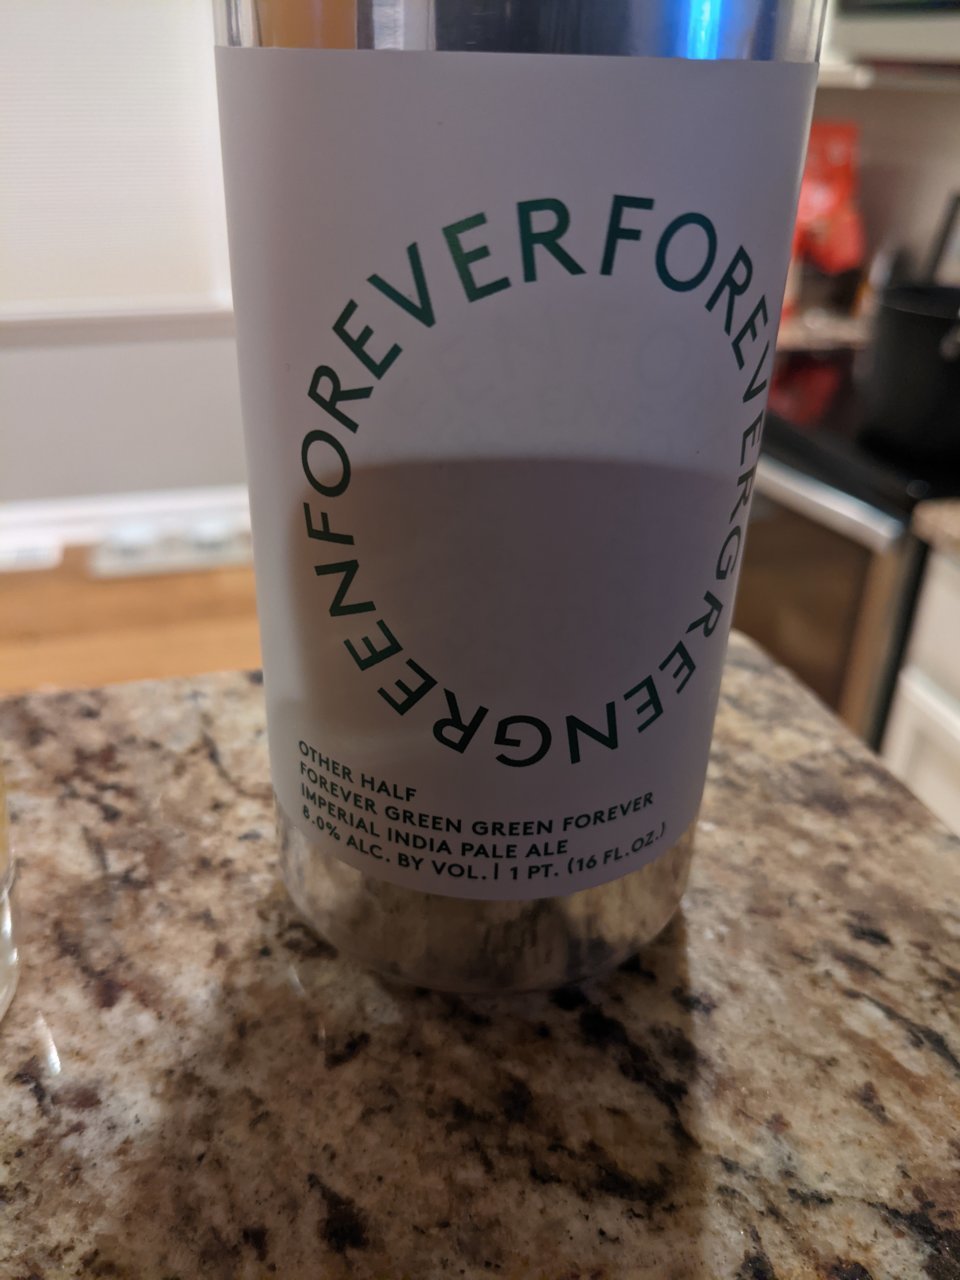 FOREVERGREENGREENFOREVER
OTHER HALF
FOREVER GREEN GREEN FOREVER
IMPERIAL INDIA PALE ALE
8.0% ALC. BY VOL. | 1 PT. (16 FL.OZ.)